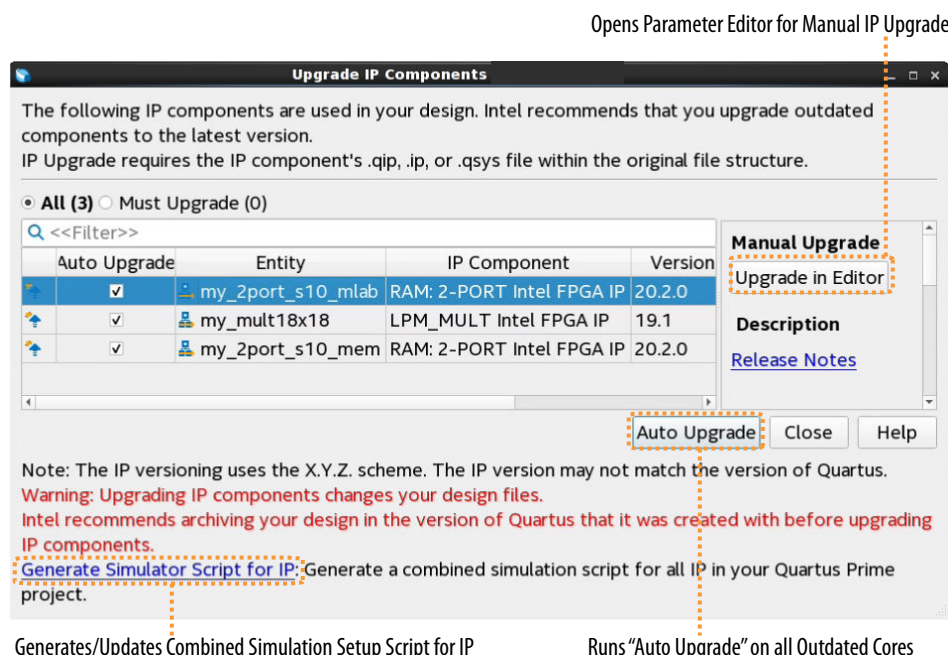 Opens Parameter Editor for Manual IP Upgrade
Upgrade IP Components
The following IP components are used in your design. Intel recommends that you upgrade outdated
components to the latest version.
IP Upgrade requires the IP component's .qip, .ip, or .qsys file within the original file structure.
All (3) Must Upgrade (0)
<<Filter>>
Auto Upgrade Entity IP Component Version
my_2port_s10_mlab RAM: 2-PORT Intel FPGA IP 20.2.0
my_mult18x18 LPM_MULT Intel FPGA IP 19.1
my_2port_s10_mem RAM: 2-PORT Intel FPGA IP 20.2.0
Manual Upgrade
Upgrade in Editor
Description
Release Notes
Auto Upgrade Close Help
Note: The IP versioning uses the X.Y.Z. scheme. The IP version may not match the version of Quartus.
Warning: Upgrading IP components changes your design files.
Intel recommends archiving your design in the version of Quartus that it was created with before upgrading
IP components.
Generate Simulator Script for IP: Generate a combined simulation script for all IP in your Quartus Prime
project.
Generates/Updates Combined Simulation Setup Script for IP
Runs “Auto Upgrade” on all Outdated Cores